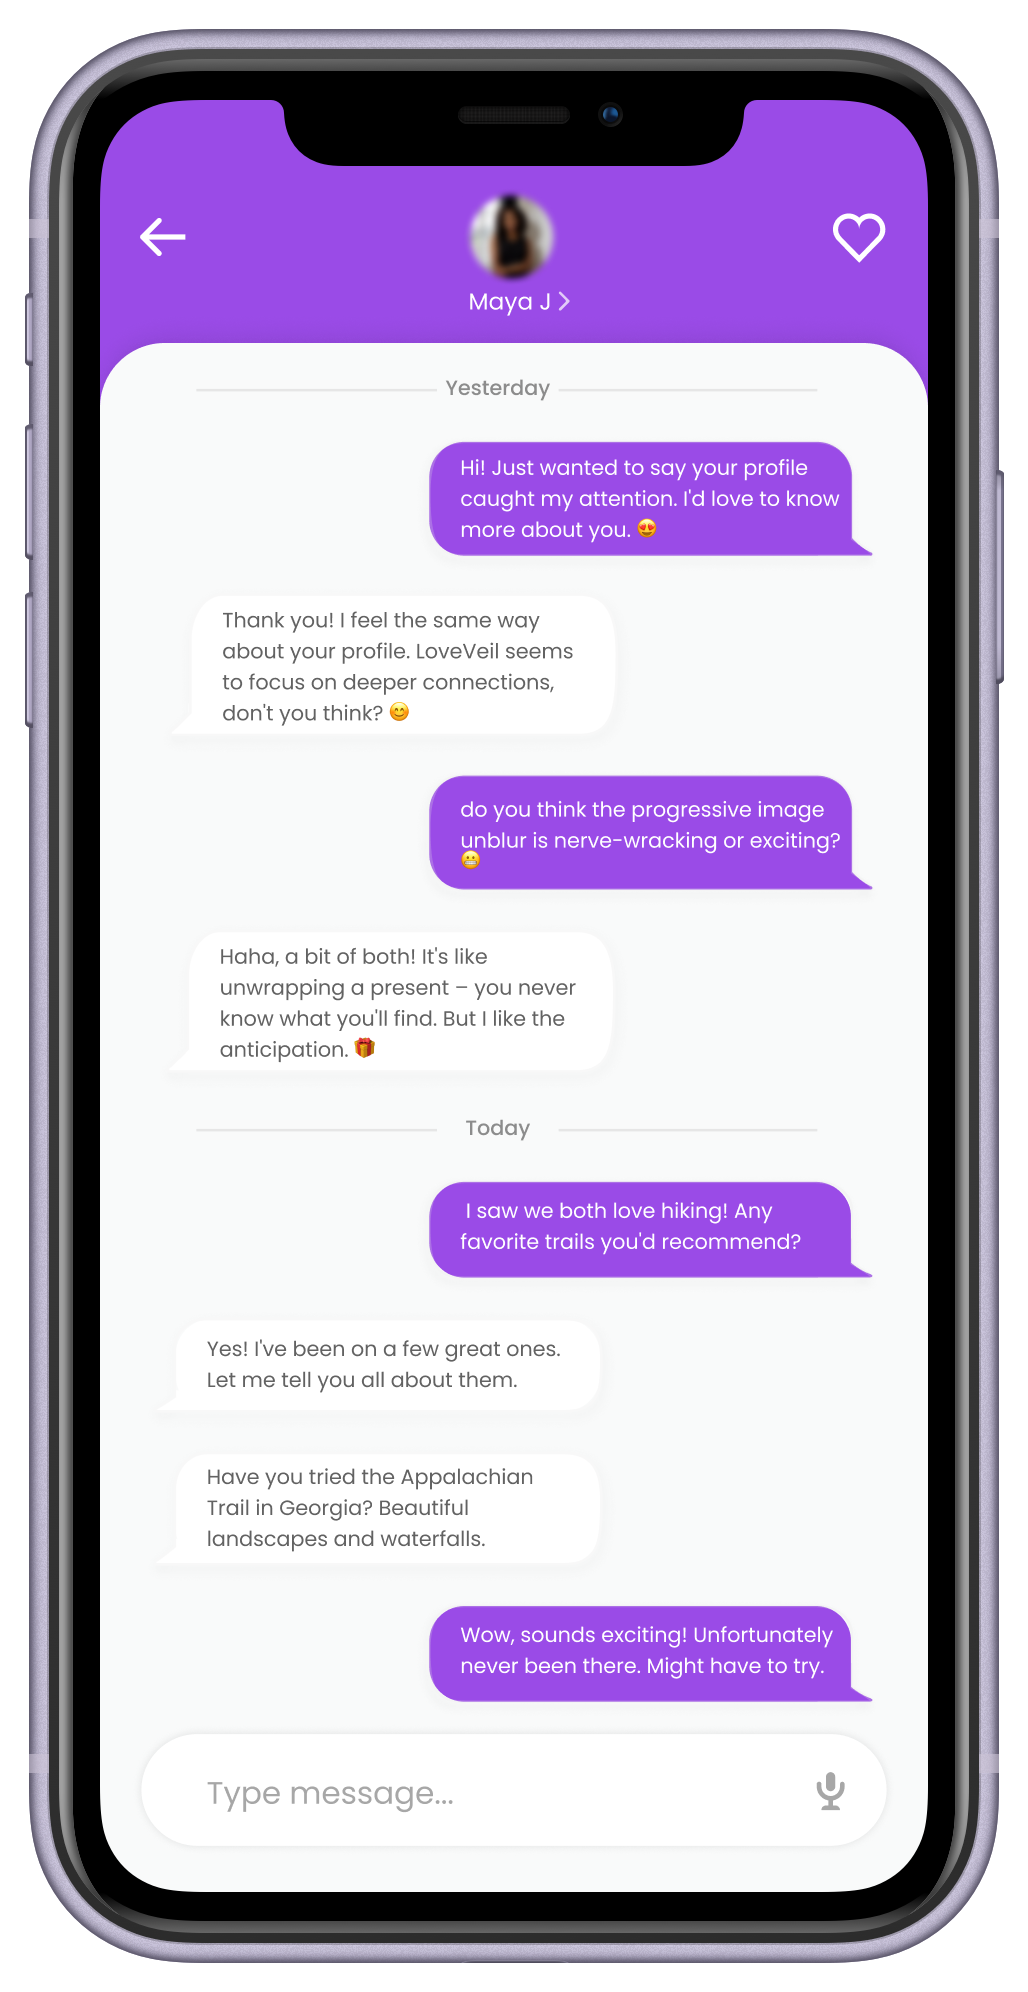 Maya J
Yesterday
Hi! Just wanted to say your profile
caught my attention. I'd love to know
more about you. 😍
Thank you! I feel the same way
about your profile. LoveVeil seems
to focus on deeper connections,
don't you think? 😊
do you think the progressive image
unblur is nerve-wracking or exciting?
😬
Haha, a bit of both! It's like
unwrapping a present – you never
know what you'll find. But I like the
anticipation. 🎁
Today
I saw we both love hiking! Any
favorite trails you'd recommend?
Yes! I've been on a few great ones.
Let me tell you all about them.
Have you tried the Appalachian
Trail in Georgia? Beautiful
landscapes and waterfalls.
Wow, sounds exciting! Unfortunately
never been there. Might have to try.
Type message...